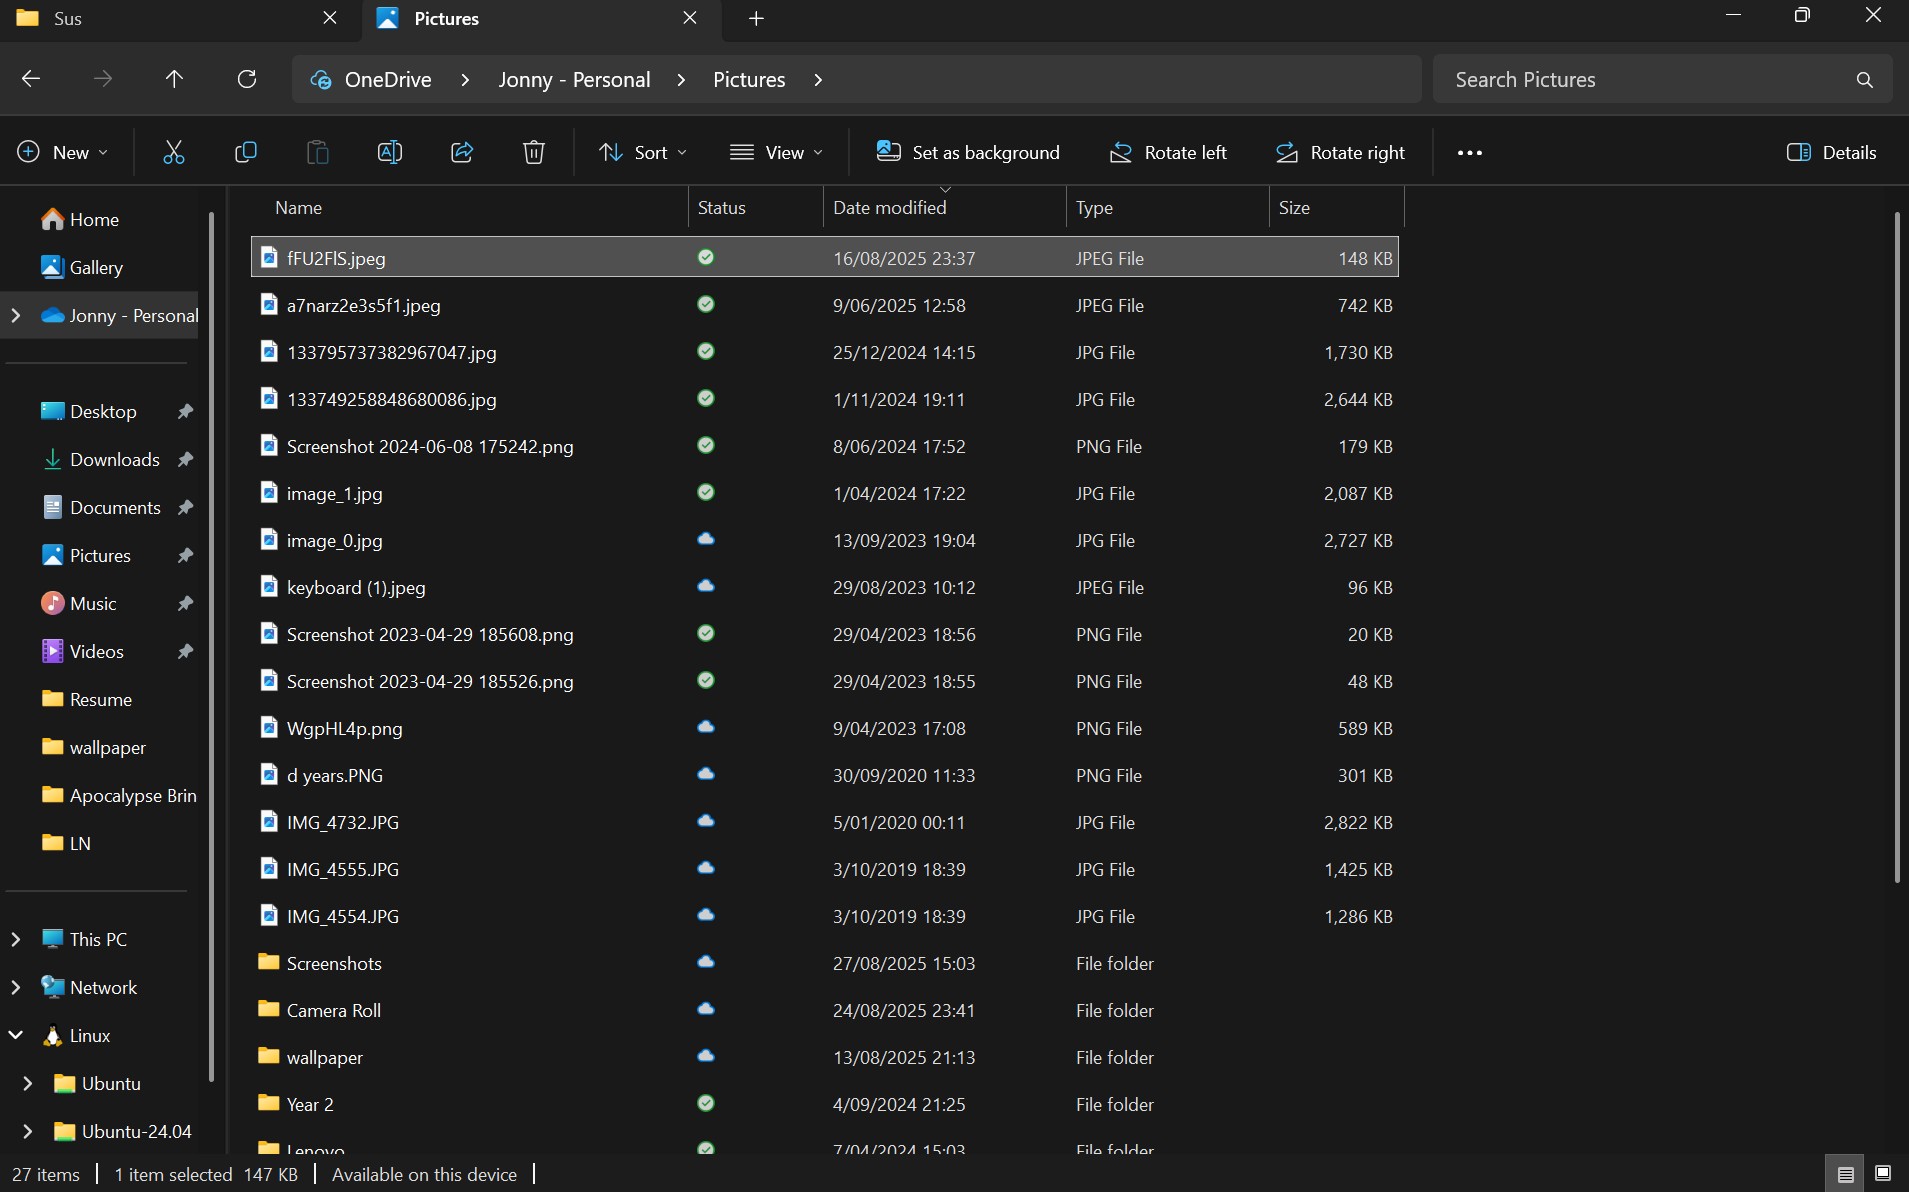 Sus
Pictures
OneDrive > Jonny - Personal > Pictures >
Search Pictures
New
Sort
View
Set as background
Rotate left
Rotate right
Details
Home
Gallery
Jonny - Personal
Desktop
Downloads
Documents
Pictures
Music
Videos
Resume
wallpaper
Apocalypse Brin
LN
This PC
Network
Linux
Ubuntu
Ubuntu-24.04
Name Status Date modified Type Size
fFU2FlS.jpeg 16/08/2025 23:37 JPEG File 148 KB
a7narz2e3s5f1.jpeg 9/06/2025 12:58 JPEG File 742 KB
133795737382967047.jpg 25/12/2024 14:15 JPG File 1,730 KB
133749258848680086.jpg 1/11/2024 19:11 JPG File 2,644 KB
Screenshot 2024-06-08 175242.png 8/06/2024 17:52 PNG File 179 KB
image_1.jpg 1/04/2024 17:22 JPG File 2,087 KB
image_0.jpg 13/09/2023 19:04 JPG File 2,727 KB
keyboard (1).jpeg 29/08/2023 10:12 JPEG File 96 KB
Screenshot 2023-04-29 185608.png 29/04/2023 18:56 PNG File 20 KB
Screenshot 2023-04-29 185526.png 29/04/2023 18:55 PNG File 48 KB
WgpHL4p.png 9/04/2023 17:08 PNG File 589 KB
d years.PNG 30/09/2020 11:33 PNG File 301 KB
IMG_4732.JPG 5/01/2020 00:11 JPG File 2,822 KB
IMG_4555.JPG 3/10/2019 18:39 JPG File 1,425 KB
IMG_4554.JPG 3/10/2019 18:39 JPG File 1,286 KB
Screenshots 27/08/2025 15:03 File folder
Camera Roll 24/08/2025 23:41 File folder
wallpaper 13/08/2025 21:13 File folder
Year 2 4/09/2024 21:25 File folder
Lenovo 7/04/2024 15:03 File folder
27 items 1 item selected 147 KB Available on this device